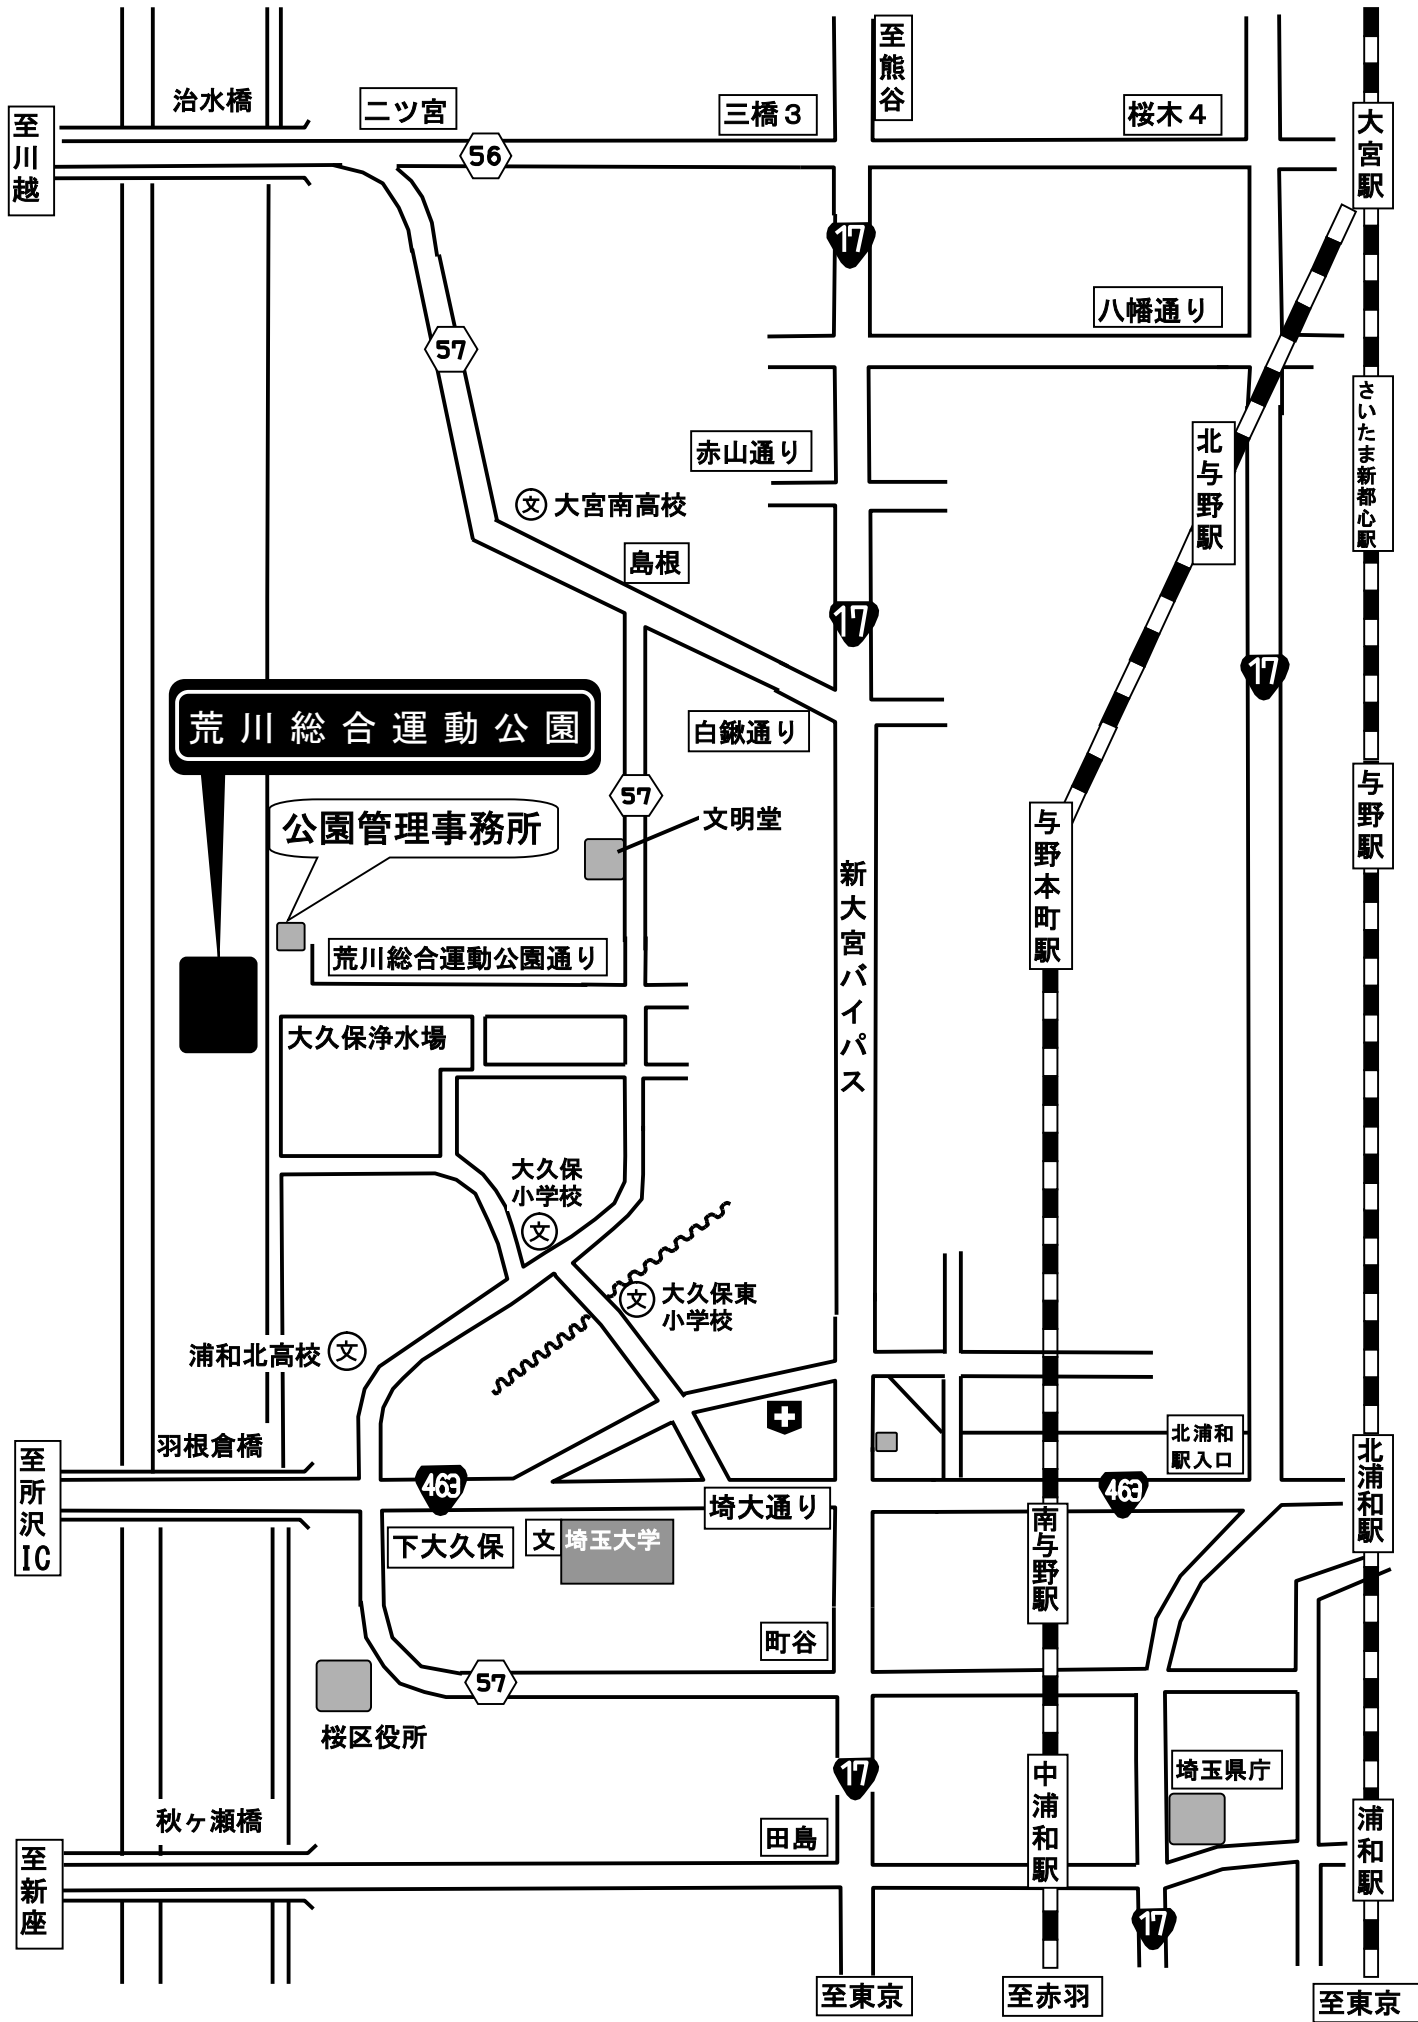 至熊谷
治水橋
二ツ宮
三橋3
桜木4
至川越
大宮駅
56
17
八幡通り
57
さいたま新都心駅
北与野駅
赤山通り
文 大宮南高校
島根
17
17
荒川総合運動公園
白鍬通り
57
与野駅
公園管理事務所
文明堂
与野本町駅
新大宮バイパス
荒川総合運動公園通り
大久保浄水場
大久保
小学校
文
文
大久保東
小学校
浦和北高校 文
羽根倉橋
北浦和
駅入口
至所沢IC
北浦和駅
463
463
埼大通り
南与野駅
下大久保
文 埼玉大学
町谷
57
桜区役所
17
中浦和駅
埼玉県庁
秋ヶ瀬橋
田島
浦和駅
至新座
17
至東京
至赤羽
至東京